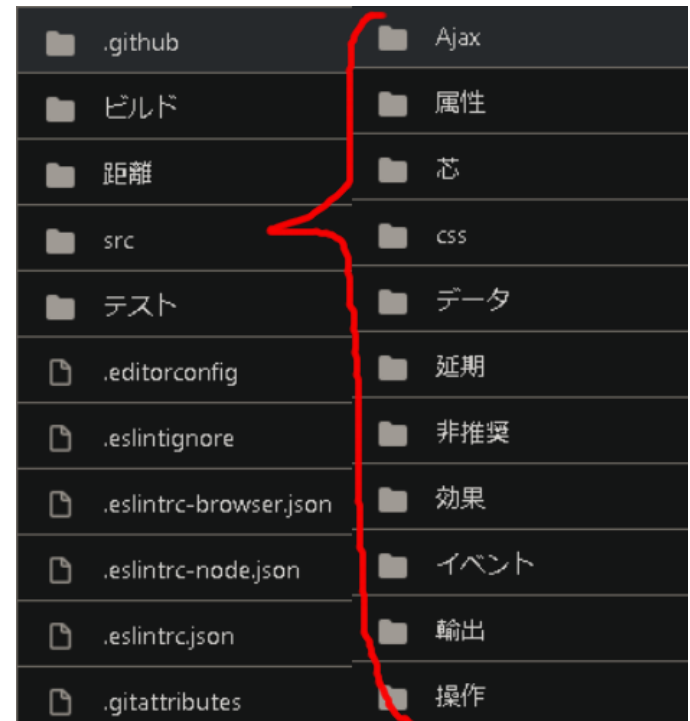 .github
ビルド
距離
src
テスト
.editorconfig
.eslintignore
.eslintrc-browser.json
.eslintrc-node.json
.eslintrc.json
.gitattributes
Ajax
属性
芯
css
データ
延期
非推奨
効果
イベント
輸出
操作